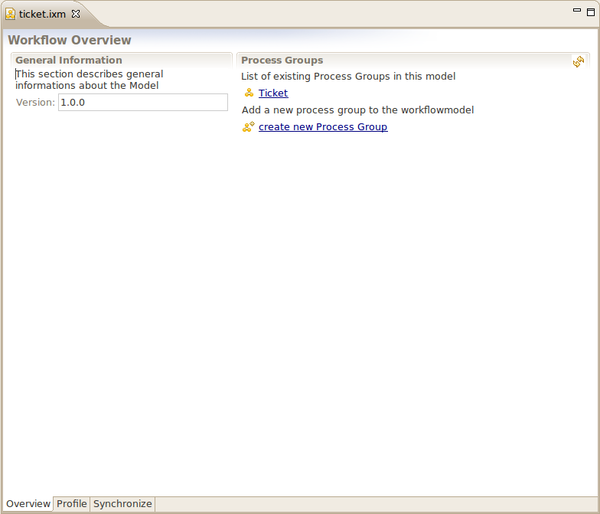 ticket.ixm
Workflow Overview
General Information
This section describes general
informations about the Model
Version: 1.0.0
Process Groups
List of existing Process Groups in this model
Ticket
Add a new process group to the workflowmodel
create new Process Group
Overview Profile Synchronize